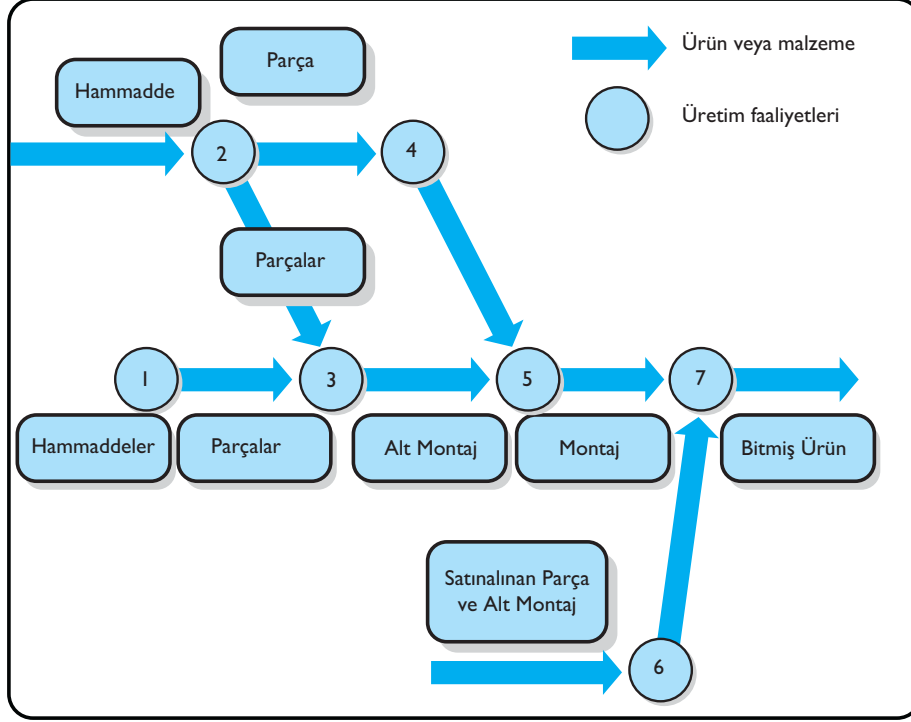 Ürün veya malzeme
Parça
Hammadde
Üretim faaliyetleri
2
4
Parçalar
1
3
5
7
Hammaddeler
Parçalar
Alt Montaj
Montaj
Bitmiş Ürün
Satınalınan Parça
ve Alt Montaj
6